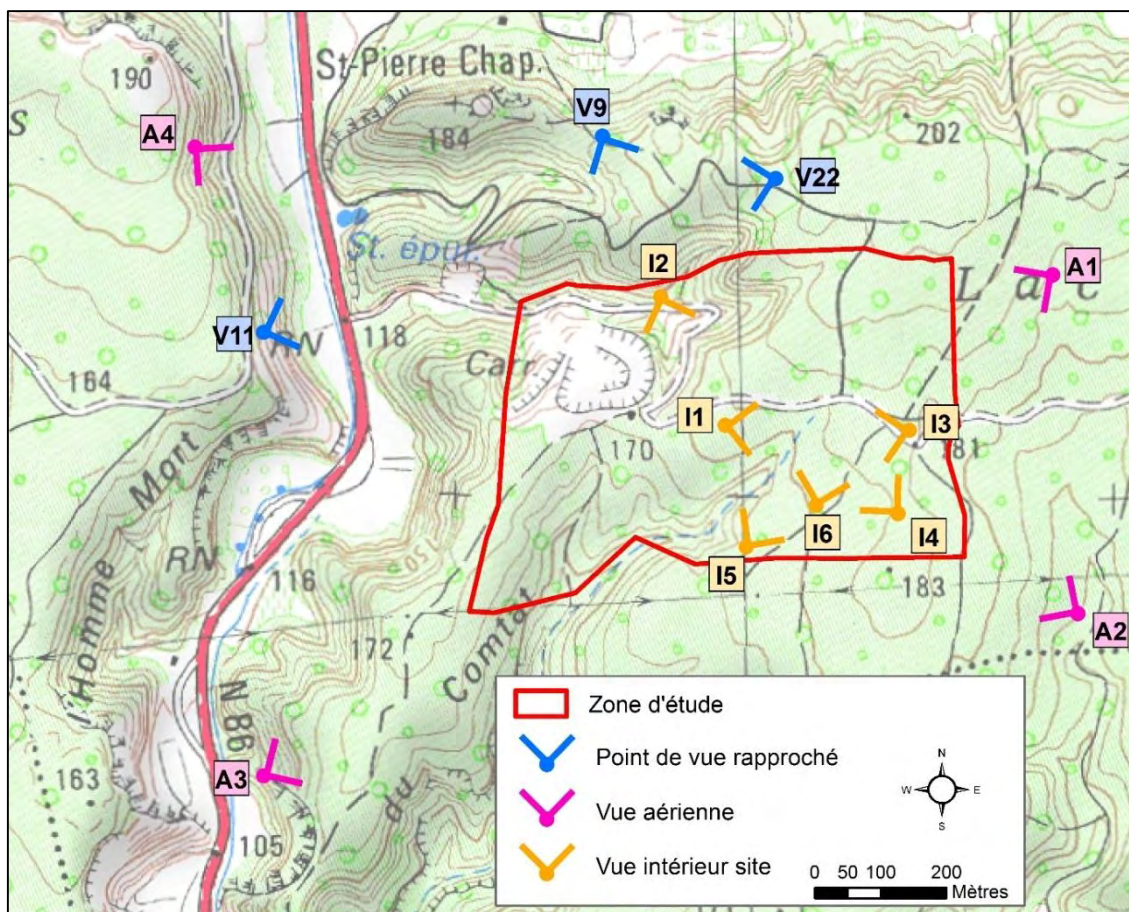 190
St-Pierre Chap.
V9
A4
184
202
V22
s
St. épur.
I2
A1
L a c
V11
RN
118
Carr.
164
I1
I3
170
181
Mort
I6
I4
RN
I5
116
183
l'Homme
Comtat
A2
172
N 86
du
163
A3
105
Zone d'étude
Point de vue rapproché
Vue aérienne
Vue intérieur site
N
W
E
S
0 50 100 200
Mètres